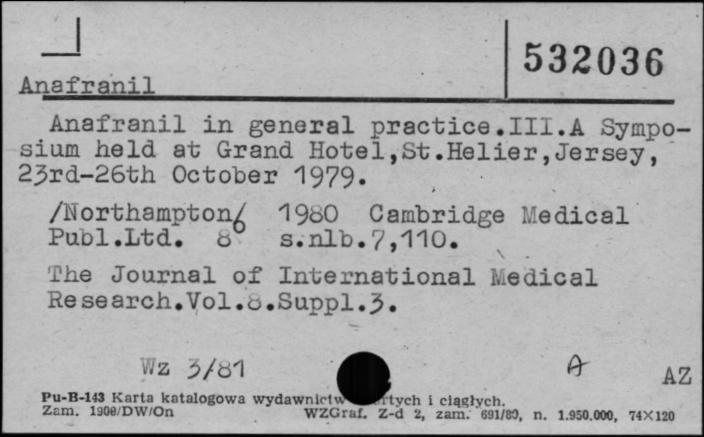 532036
Anafranil
Anafranil in general practice.III.A Sympo-
sium held at Grand Hotel,St.Helier,Jersey,
23rd-26th October 1979.
/Northampton/ 1980 Cambridge Medical
Publ.Ltd. 8° s.nlb.7,110.
The Journal of International Medical
Research.Vol.8.Suppl.3.
Wz 3/81 A AZ
Pu-B-143 Karta katalogowa wydawnictw i ciągłych.
Zam. 1908/DW/On WZGraf. Z-d 2, zam. 691/80, n. 1.950.000, 74×120